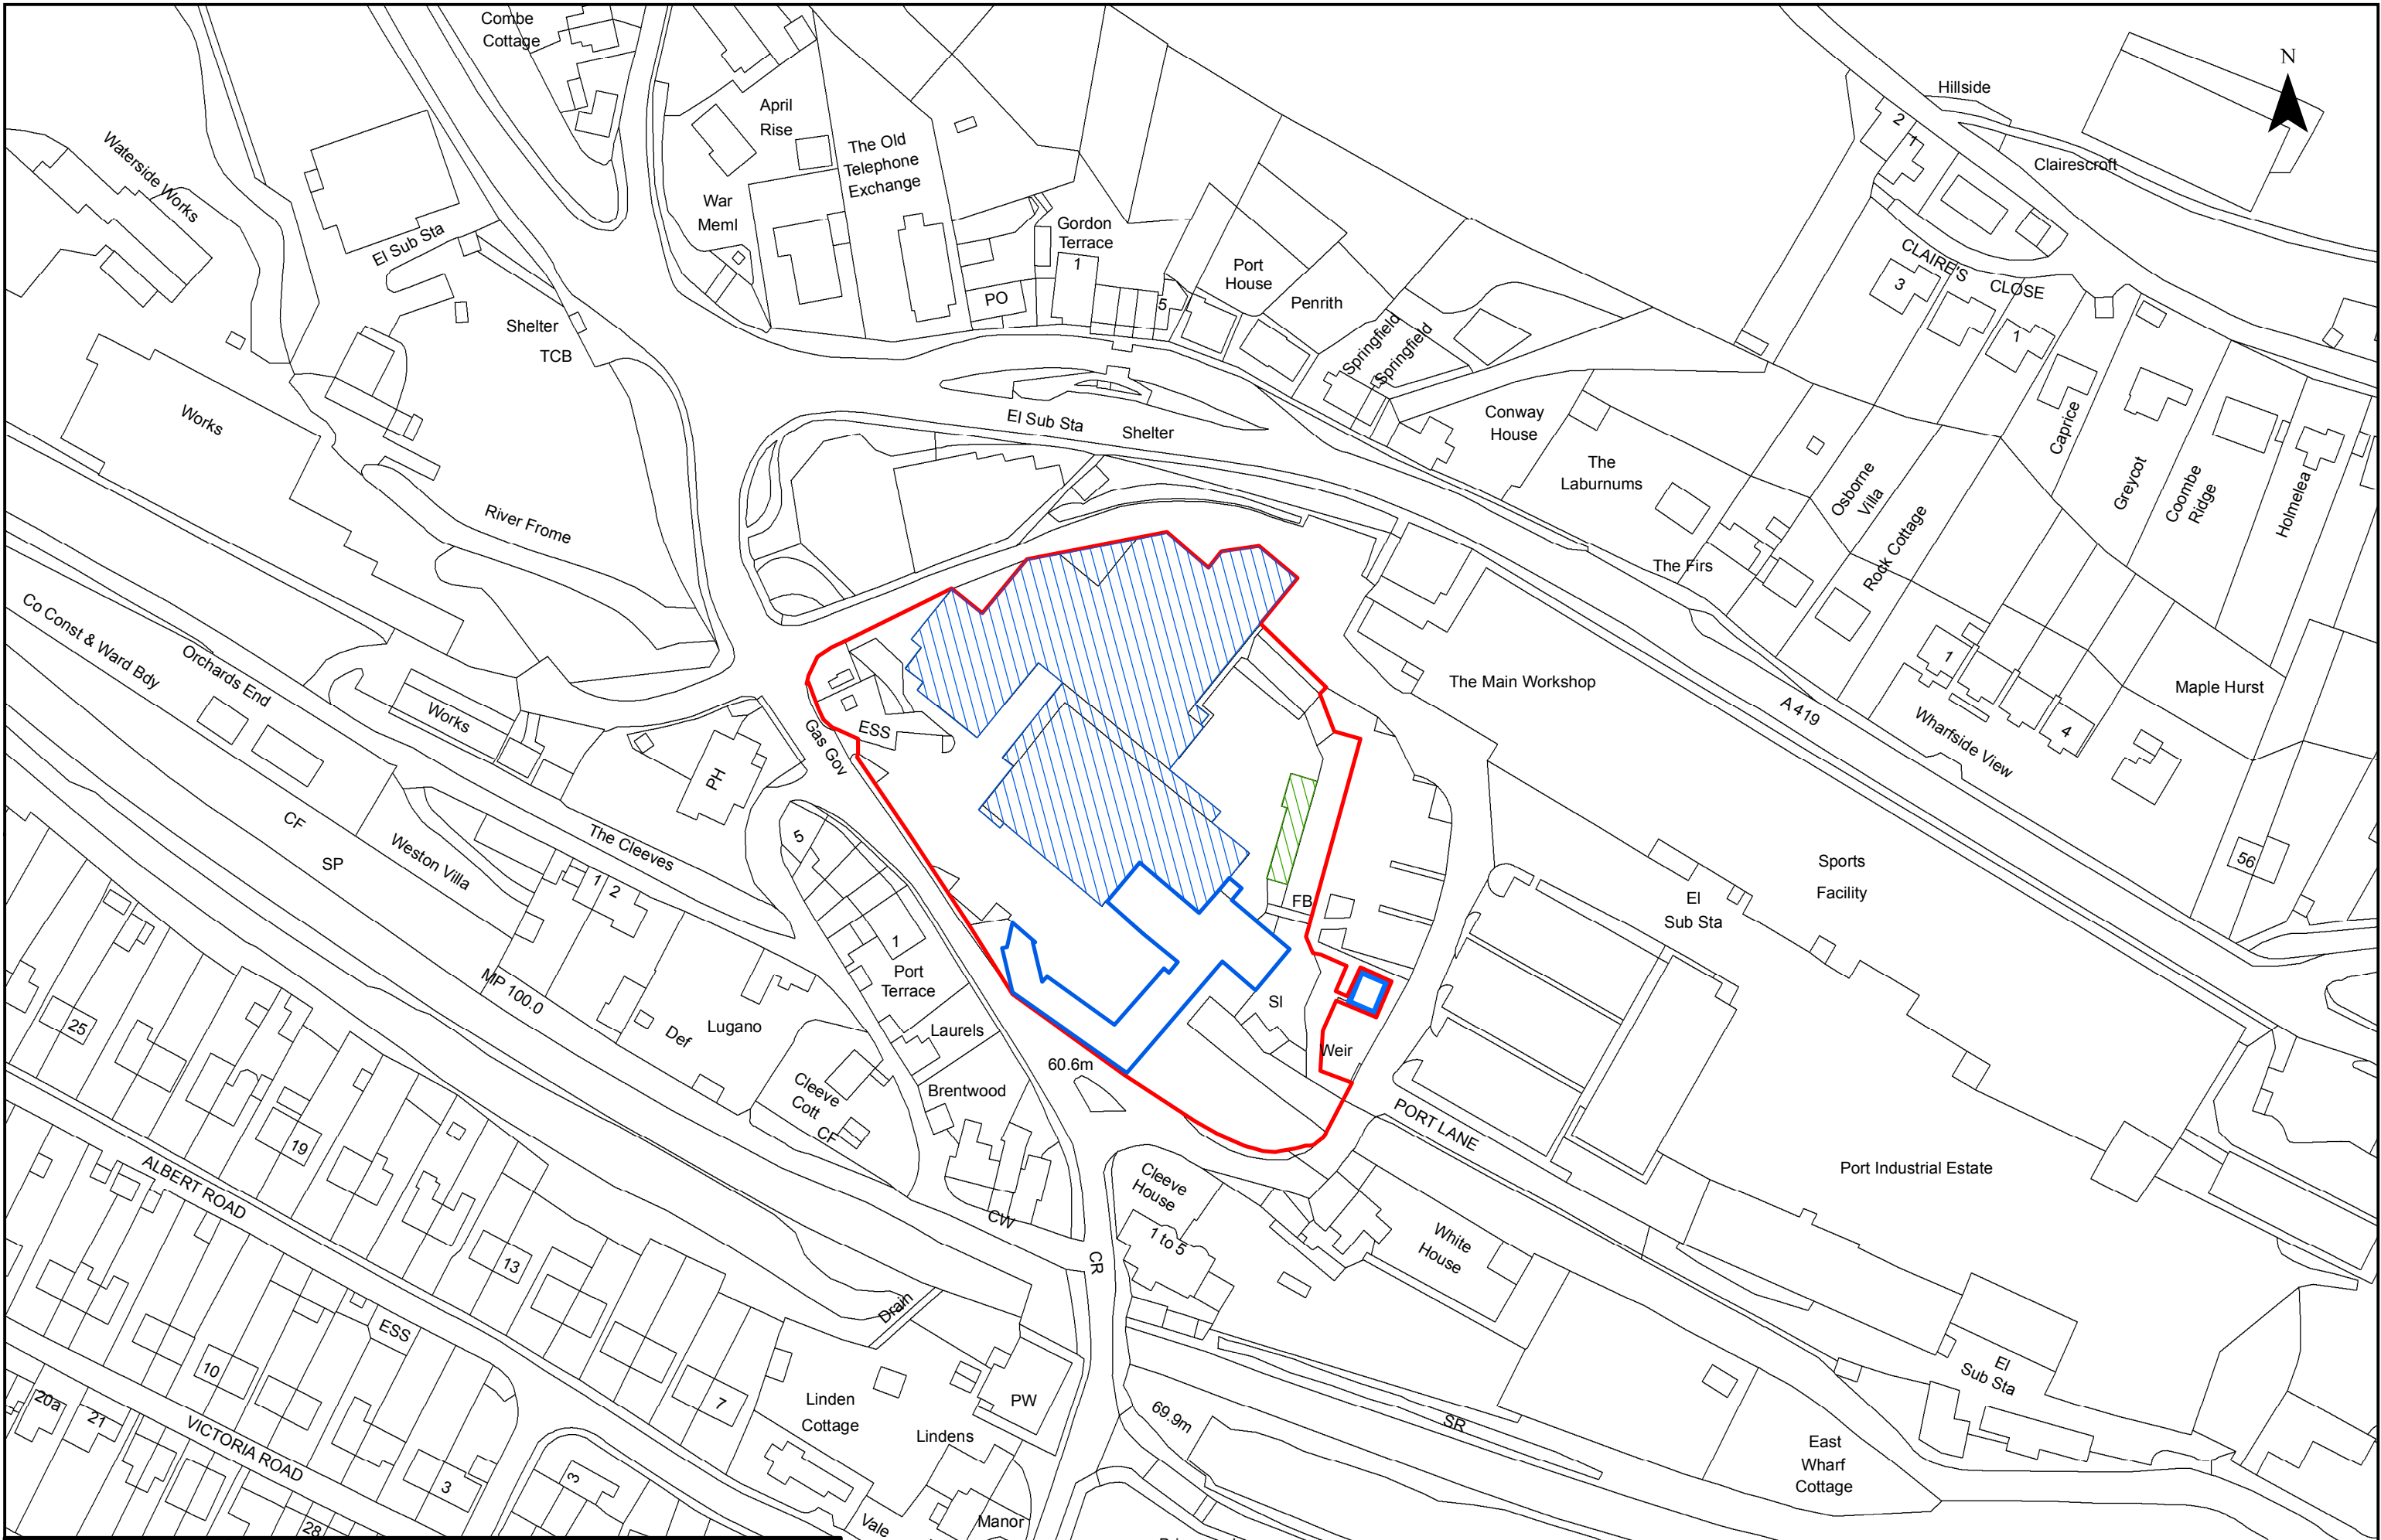 Combe
Cottage
N
Hillside
April
Rise
Waterside Works
The Old
Telephone
Exchange
2
1
Clairescroft
War
Meml
El Sub Sta
Gordon
Terrace
1
CLAIRE'S
CLOSE
Port
House
3
PO
5
Penrith
Shelter
TCB
Springfield
Springfield
1
Works
El Sub Sta
Shelter
Conway
House
Caprice
The
Laburnums
Osborne
Villa
Greycot
Coombe
Ridge
Holmelea
River Frome
Rock Cottage
The Firs
Co Const & Ward Bdy
Orchards End
The Main Workshop
1
Maple Hurst
A 419
Works
ESS
Gas Gov
Wharfside View
4
PH
CF
SP
Weston Villa
The Cleeves
5
1
2
Sports
Facility
56
El
Sub Sta
FB
1
MP 100.0
Port
Terrace
Sl
25
Def
Lugano
Laurels
Weir
60.6m
Brentwood
Cleeve
Cott
CF
PORT LANE
19
ALBERT ROAD
Cleeve
House
1 to 5
Port Industrial Estate
CW
CR
White
House
13
Drain
ESS
10
El
Sub Sta
20a
21
7
Linden
Cottage
PW
69.9m
SR
VICTORIA ROAD
Lindens
East
Wharf
Cottage
3
3
28
Vale
Manor